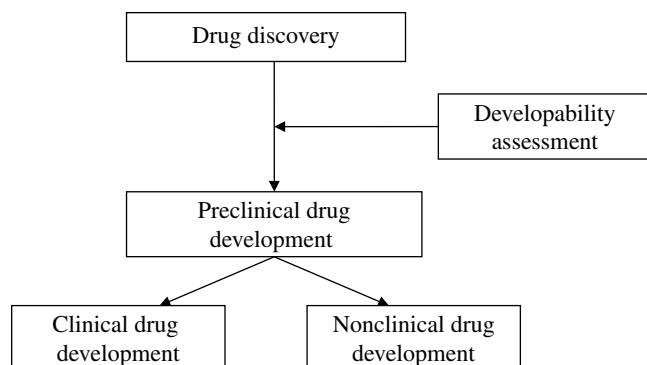 Drug discovery
Developability
assessment
Preclinical drug
development
Clinical drug
development
Nonclinical drug
development